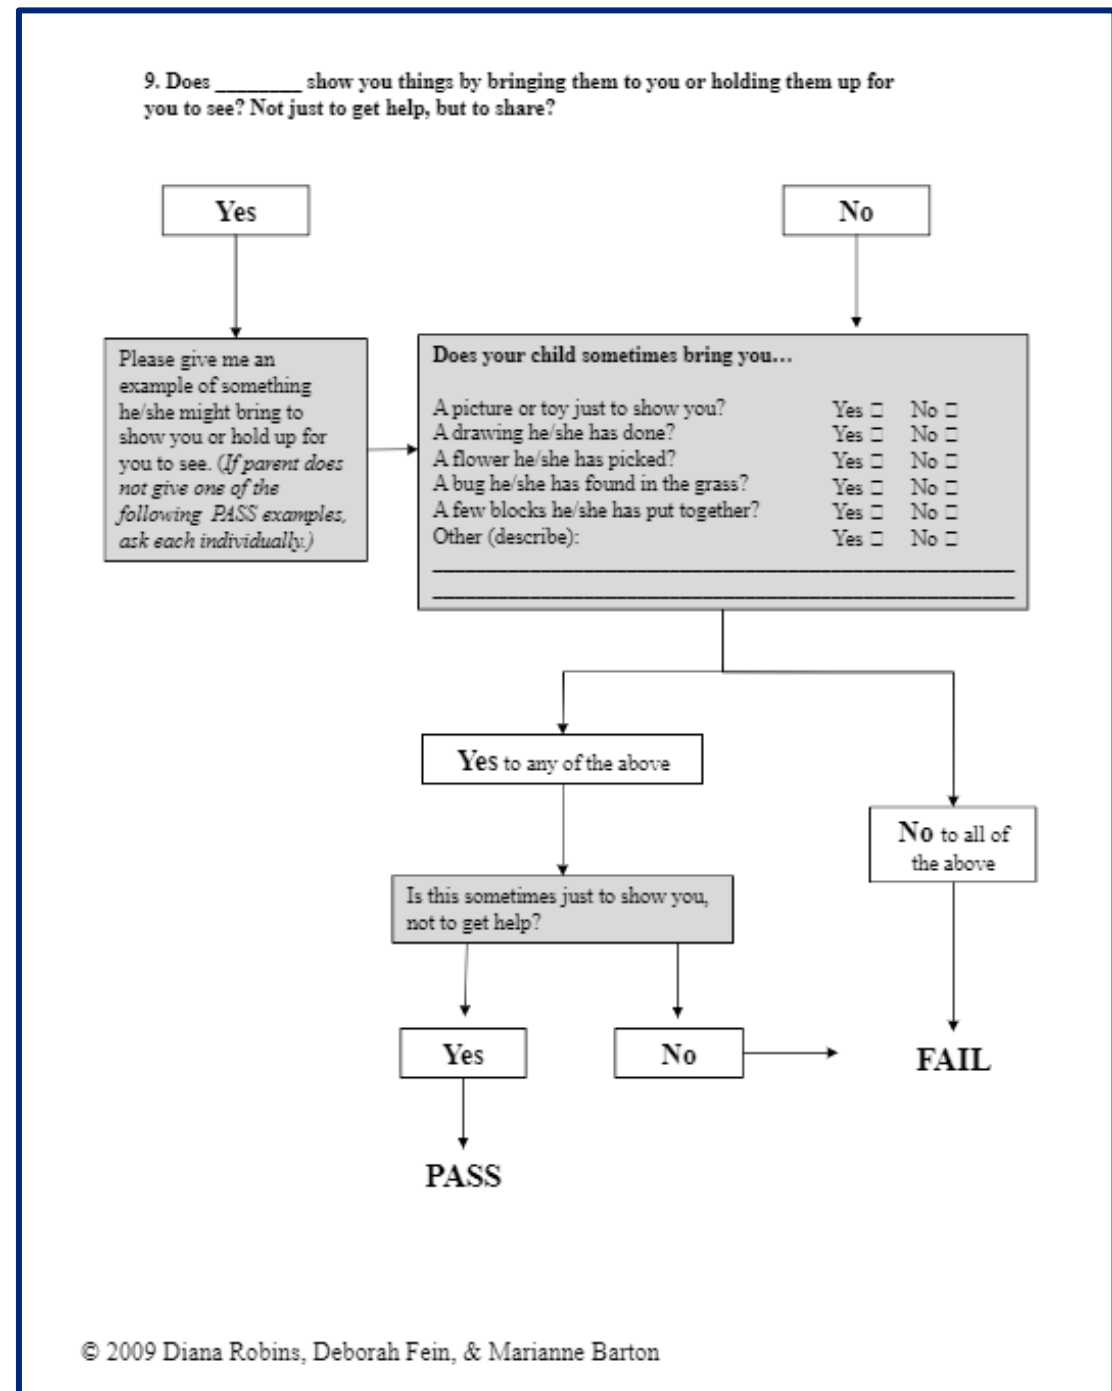 9. Does ________ show you things by bringing them to you or holding them up for
you to see? Not just to get help, but to share?
Yes
No
Please give me an
example of something
he/she might bring to
show you or hold up for
you to see. (If parent does
not give one of the
following PASS examples,
ask each individually.)
Does your child sometimes bring you...
A picture or toy just to show you? Yes □ No □
A drawing he/she has done? Yes □ No □
A flower he/she has picked? Yes □ No □
A bug he/she has found in the grass? Yes □ No □
A few blocks he/she has put together? Yes □ No □
Other (describe): Yes □ No □
Yes to any of the above
No to all of
the above
Is this sometimes just to show you,
not to get help?
Yes
No
FAIL
PASS
© 2009 Diana Robins, Deborah Fein, & Marianne Barton